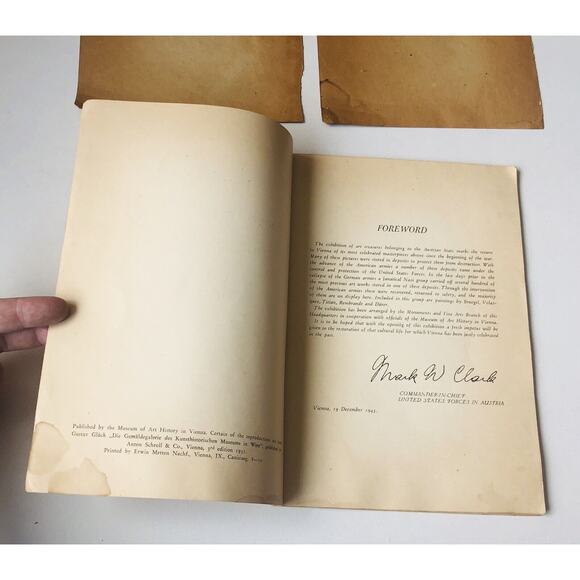 Published by the Museum of Art History in Vienna. Certain of the reproductions are from
Gustav Glück „Die Gemäldegalerie des Kunsthistorischen Museums in Wien", published by
Anton Schroll & Co., Vienna, 3rd edition 1931.
Printed by Erwin Metten Nachf., Vienna, IX., Canisiusg.
FOREWORD
The exhibition of art treasures belonging to the Austrian State marks the return
to Vienna of its most celebrated masterpieces absent since the beginning of the war.
Many of these pictures were stored in deposits to protect them from destruction. With
the advance of the American armies a number of these deposits came under the
control and protection of the United States Forces. In the last days prior to the
collapse of the German armies a fanatical Nazi group carried off several hundred of
the most precious art works stored in one of these deposits. Through the intervention
of the American armies these were recovered, returned to safety, and the majority
of them are on display here. Included in this group are paintings by Bruegel, Velas-
quez, Titian, Rembrandt and Dürer.
The exhibition has been arranged by the Monuments and Fine Arts Branch of this
Headquarters in cooperation with officials of the Museum of Art History in Vienna.
It is to be hoped that with the opening of this exhibition a fresh impetus will be
given to the restoration of that cultural life for which Vienna has been justly celebrated
in the past.
Mark W Clark
COMMANDER-IN-CHIEF
UNITED STATES FORCES IN AUSTRIA
Vienna, 19 December 1945.